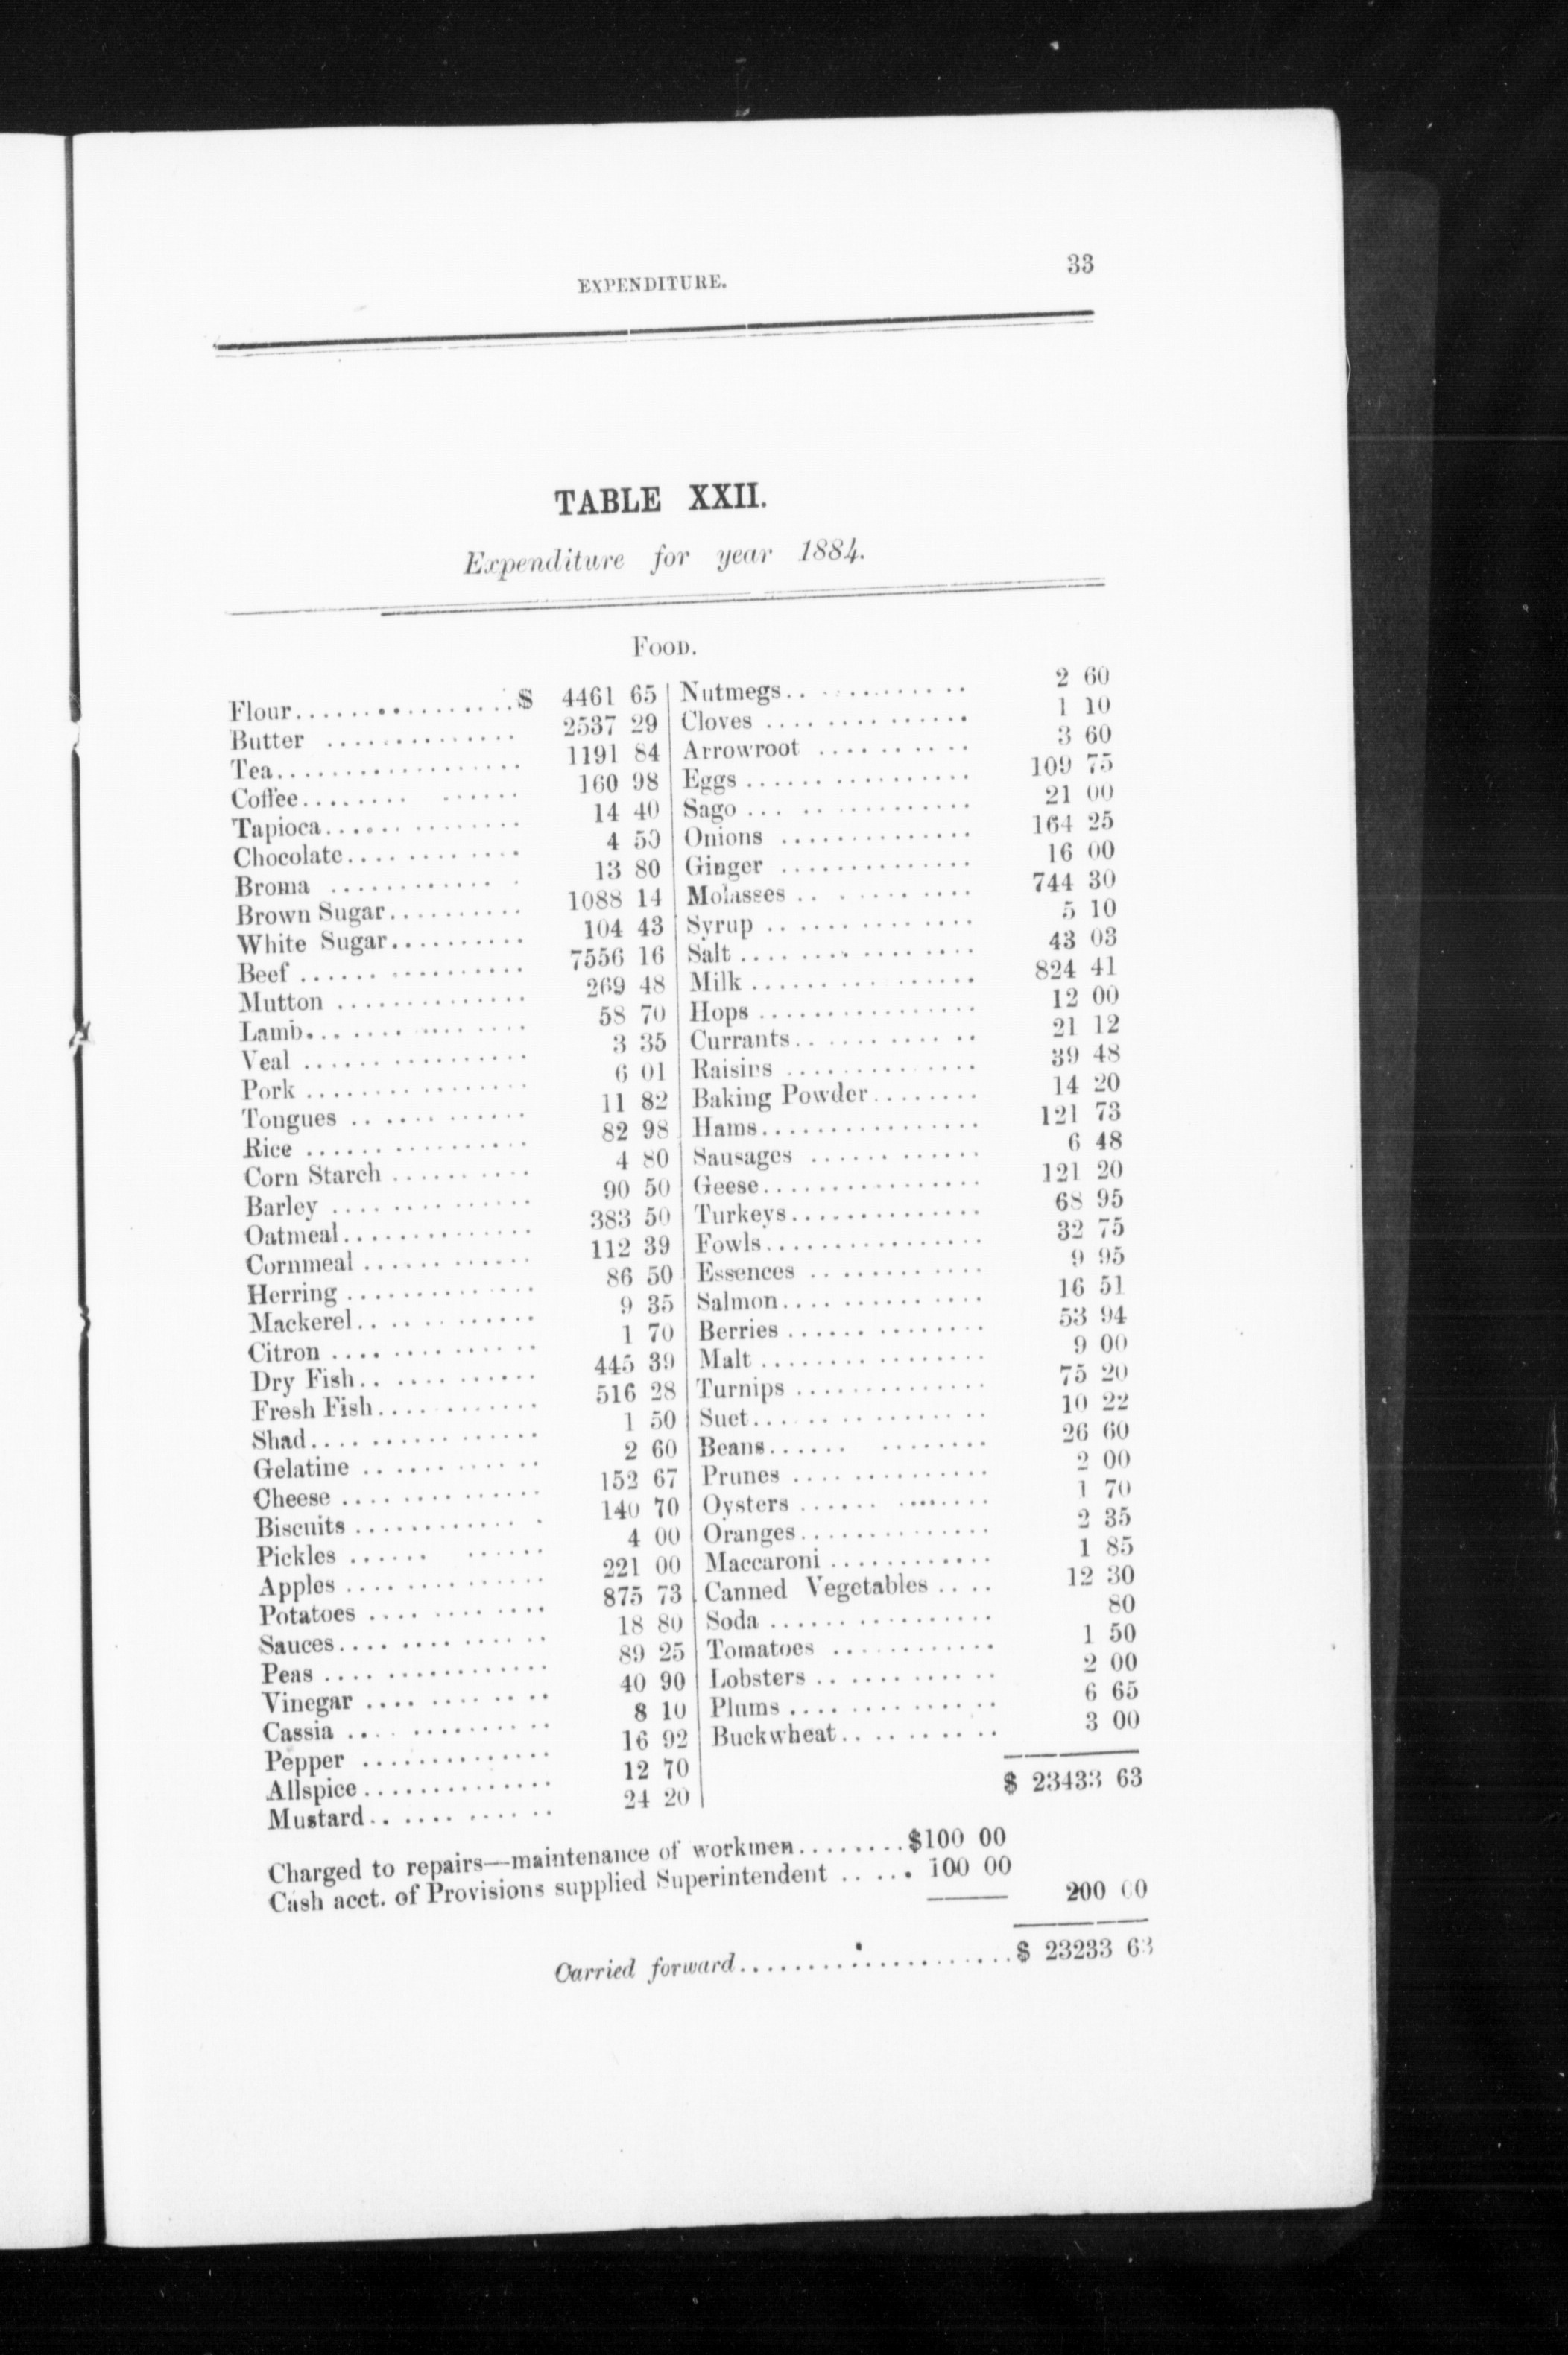 EXPENDITURE. 33
TABLE XXII.
Expenditure for year 1884.
FOOD.
Flour................$ 4461 65
Butter .............. 2537 29
Tea.................. 1191 84
Coffee........ ...... 160 98
Tapioca.............. 14 40
Chocolate............ 4 50
Broma ............ . 13 80
Brown Sugar.......... 1088 14
White Sugar.......... 104 43
Beef ................ 7556 16
Mutton .............. 269 48
Lamb................ 58 70
Veal ................ 3 35
Pork ................ 6 01
Tongues ............ 11 82
Rice ................ 82 98
Corn Starch .......... 4 80
Barley .............. 90 50
Oatmeal.............. 383 50
Cornmeal ............ 112 39
Herring .............. 86 50
Mackerel............ 9 35
Citron .............. 1 70
Dry Fish............ 445 39
Fresh Fish............ 516 28
Shad................ 1 50
Gelatine ............ 2 60
Cheese .............. 152 67
Biscuits ............ . 140 70
Pickles ...... ...... 4 00
Apples .............. 221 00
Potatoes ............ 875 73
Sauces.............. 18 80
Peas ................ 89 25
Vinegar ............ 40 90
Cassia .............. 8 10
Pepper .............. 16 92
Allspice.............. 12 70
Mustard............ 24 20
Nutmegs............ 2 60
Cloves .............. 1 10
Arrowroot .......... 3 60
Eggs ................ 109 75
Sago ................ 21 00
Onions .............. 164 25
Ginger .............. 16 00
Molasses ............ 744 30
Syrup .............. 5 10
Salt ................ 43 03
Milk ................ 824 41
Hops ................ 12 00
Currants............ 21 12
Raisins .............. 39 48
Baking Powder........ 14 20
Hams................ 121 73
Sausages ............ 6 48
Geese................ 121 20
Turkeys.............. 68 95
Fowls................ 32 75
Essences ............ 9 95
Salmon.............. 16 51
Berries .............. 53 94
Malt ................ 9 00
Turnips .............. 75 20
Suet................ 10 22
Beans...... ........ 26 60
Prunes .............. 2 00
Oysters .............. 1 70
Oranges.............. 2 35
Maccaroni ............ 1 85
Canned Vegetables .... 12 30
Soda ................ 80
Tomatoes ............ 1 50
Lobsters ............ 2 00
Plums .............. 6 65
Buckwheat.......... 3 00
$ 23433 63
Charged to repairs—maintenance of workmen........$100 00
Cash acct. of Provisions supplied Superintendent ...... 100 00
200 00
Carried forward....................$ 23233 63